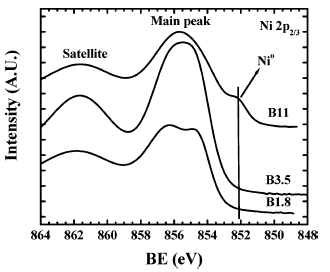 Main peak
Ni 2p2/3
Satellite
Ni°
B11
B3.5
B1.8
Intensity (A.U.)
864 862 860 858 856 854 852 850 848
BE (eV)